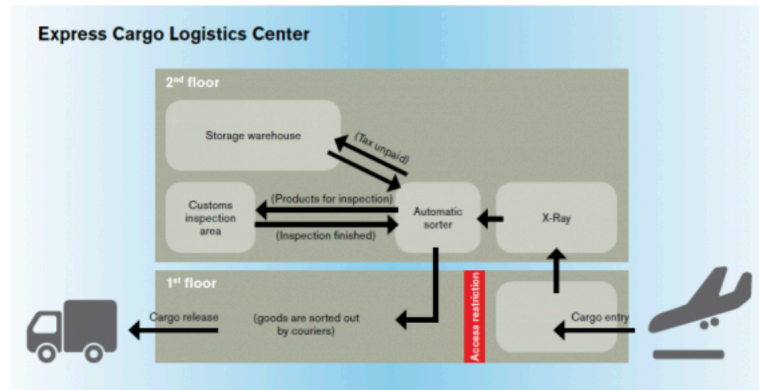 Express Cargo Logistics Center
2nd floor
Storage warehouse
(Tax unpaid)
Customs
inspection
area
(Products for inspection)
(Inspection finished)
Automatic
sorter
X-Ray
1st floor
Cargo release
(goods are sorted out
by couriers)
Access restriction
Cargo entry